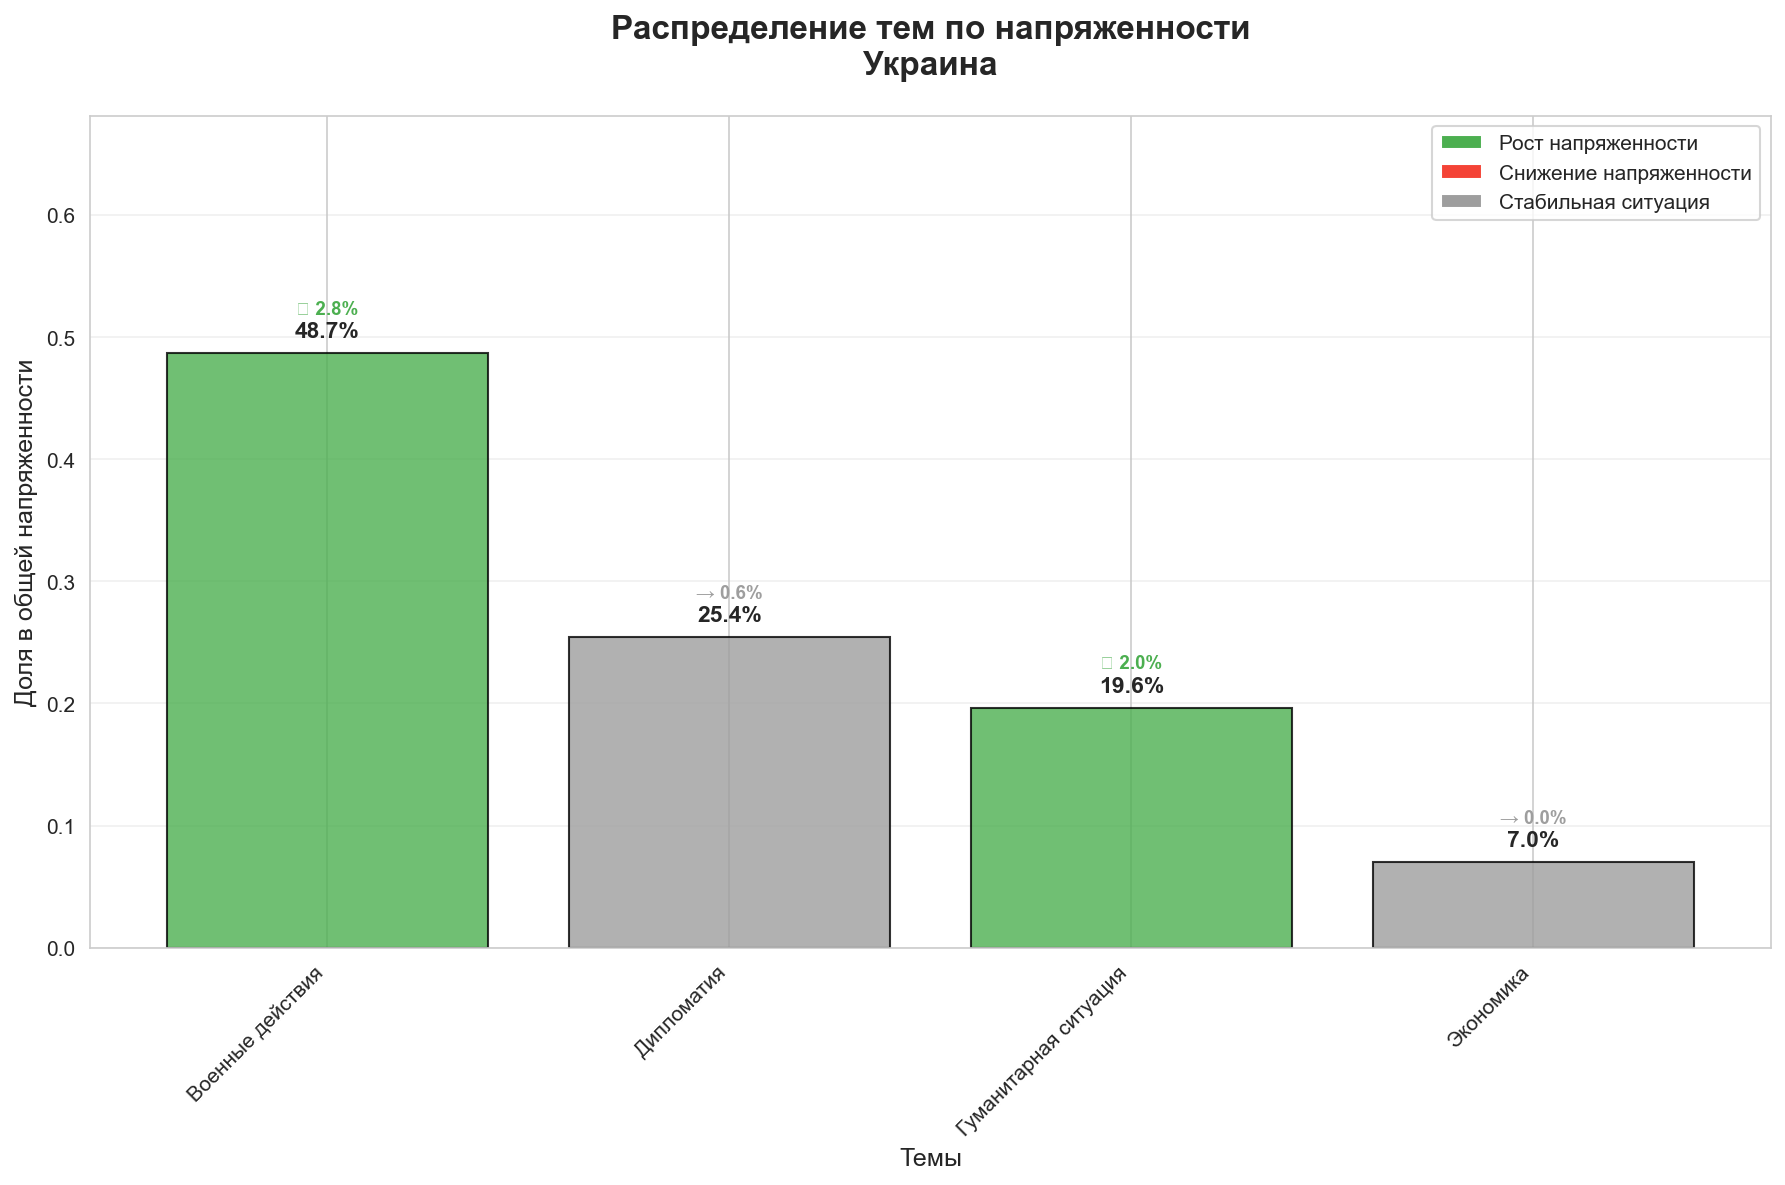 Распределение тем по напряженности
Украина
Рост напряженности
Снижение напряженности
Стабильная ситуация
Доля в общей напряженности
0.6
0.5
0.4
0.3
0.2
0.1
0.0
▯ 2.8%
48.7%
→ 0.6%
25.4%
▯ 2.0%
19.6%
→ 0.0%
7.0%
Военные действия
Дипломатия
Гуманитарная ситуация
Экономика
Темы